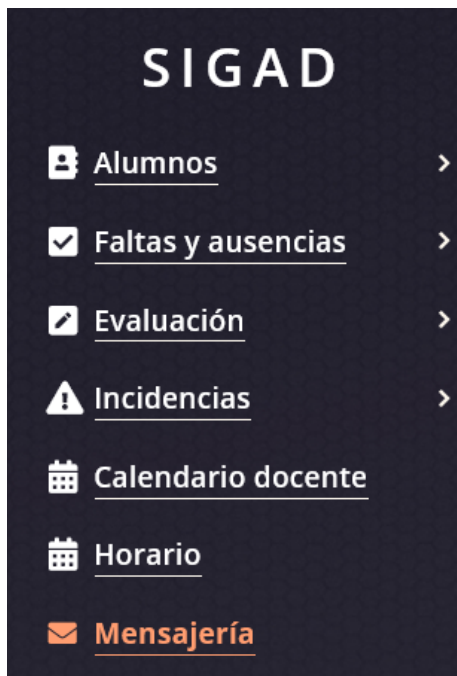 SIGAD
Alumnos
Faltas y ausencias
Evaluación
Incidencias
Calendario docente
Horario
Mensajería